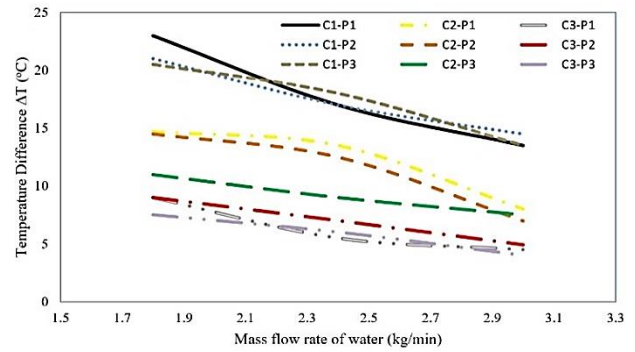 25
C1-P1 C2-P1 C3-P1
C1-P2 C2-P2 C3-P2
C1-P3 C2-P3 C3-P3
20
15
10
5
0
Temperature Difference ΔT (°C)
1.5 1.7 1.9 2.1 2.3 2.5 2.7 2.9 3.1 3.3
Mass flow rate of water (kg/min)